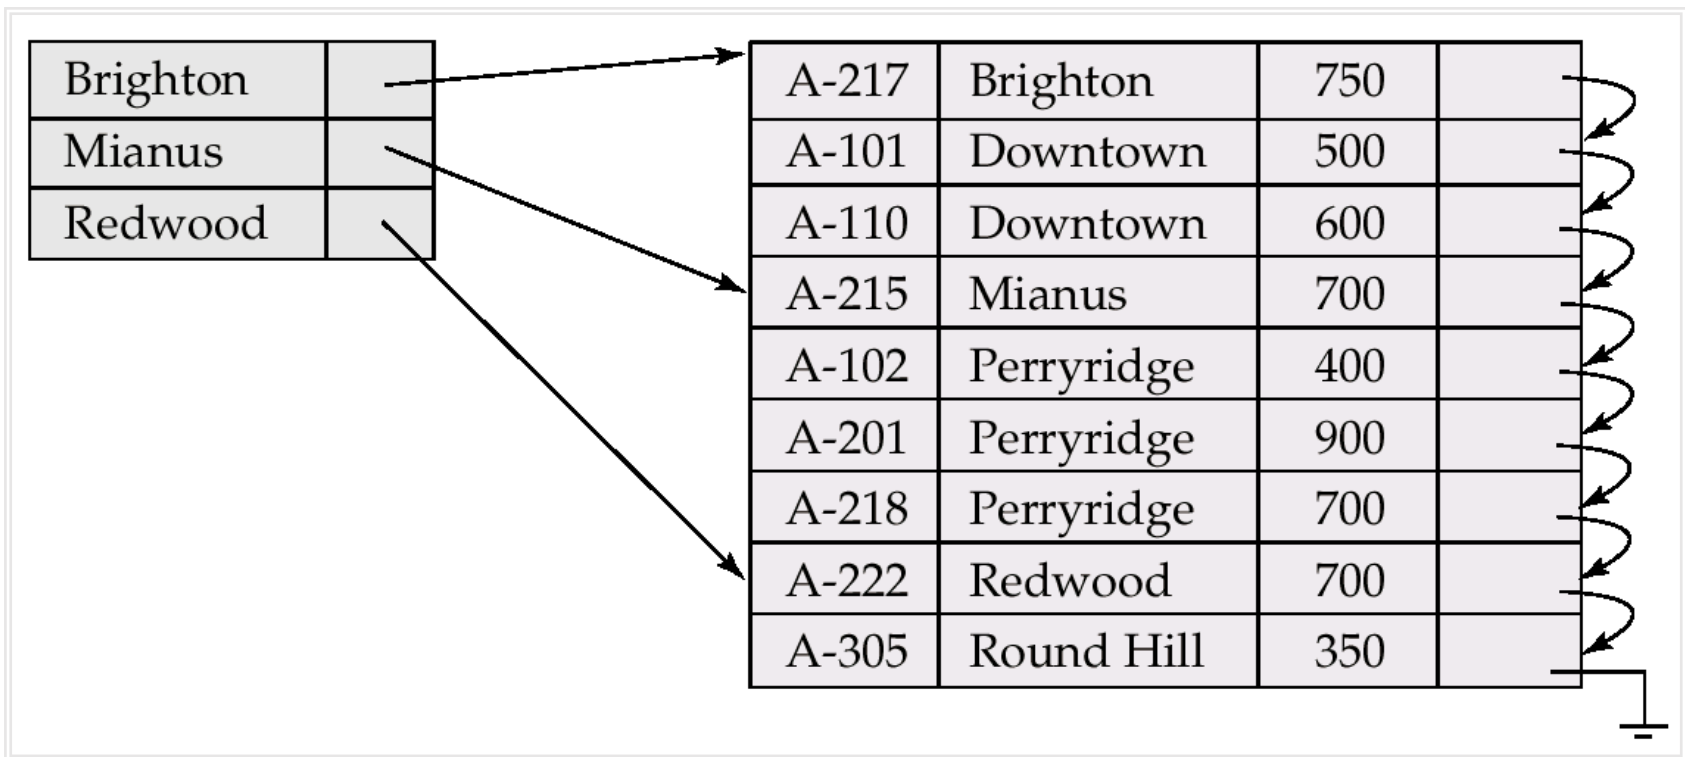 Brighton
Mianus
Redwood
A-217 Brighton 750
A-101 Downtown 500
A-110 Downtown 600
A-215 Mianus 700
A-102 Perryridge 400
A-201 Perryridge 900
A-218 Perryridge 700
A-222 Redwood 700
A-305 Round Hill 350